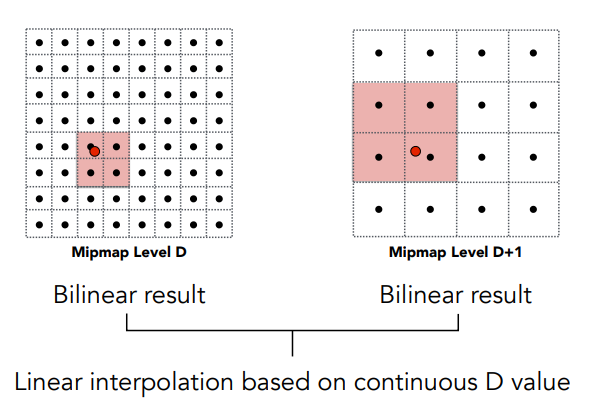 Mipmap Level D
Mipmap Level D+1
Bilinear result
Bilinear result
Linear interpolation based on continuous D value